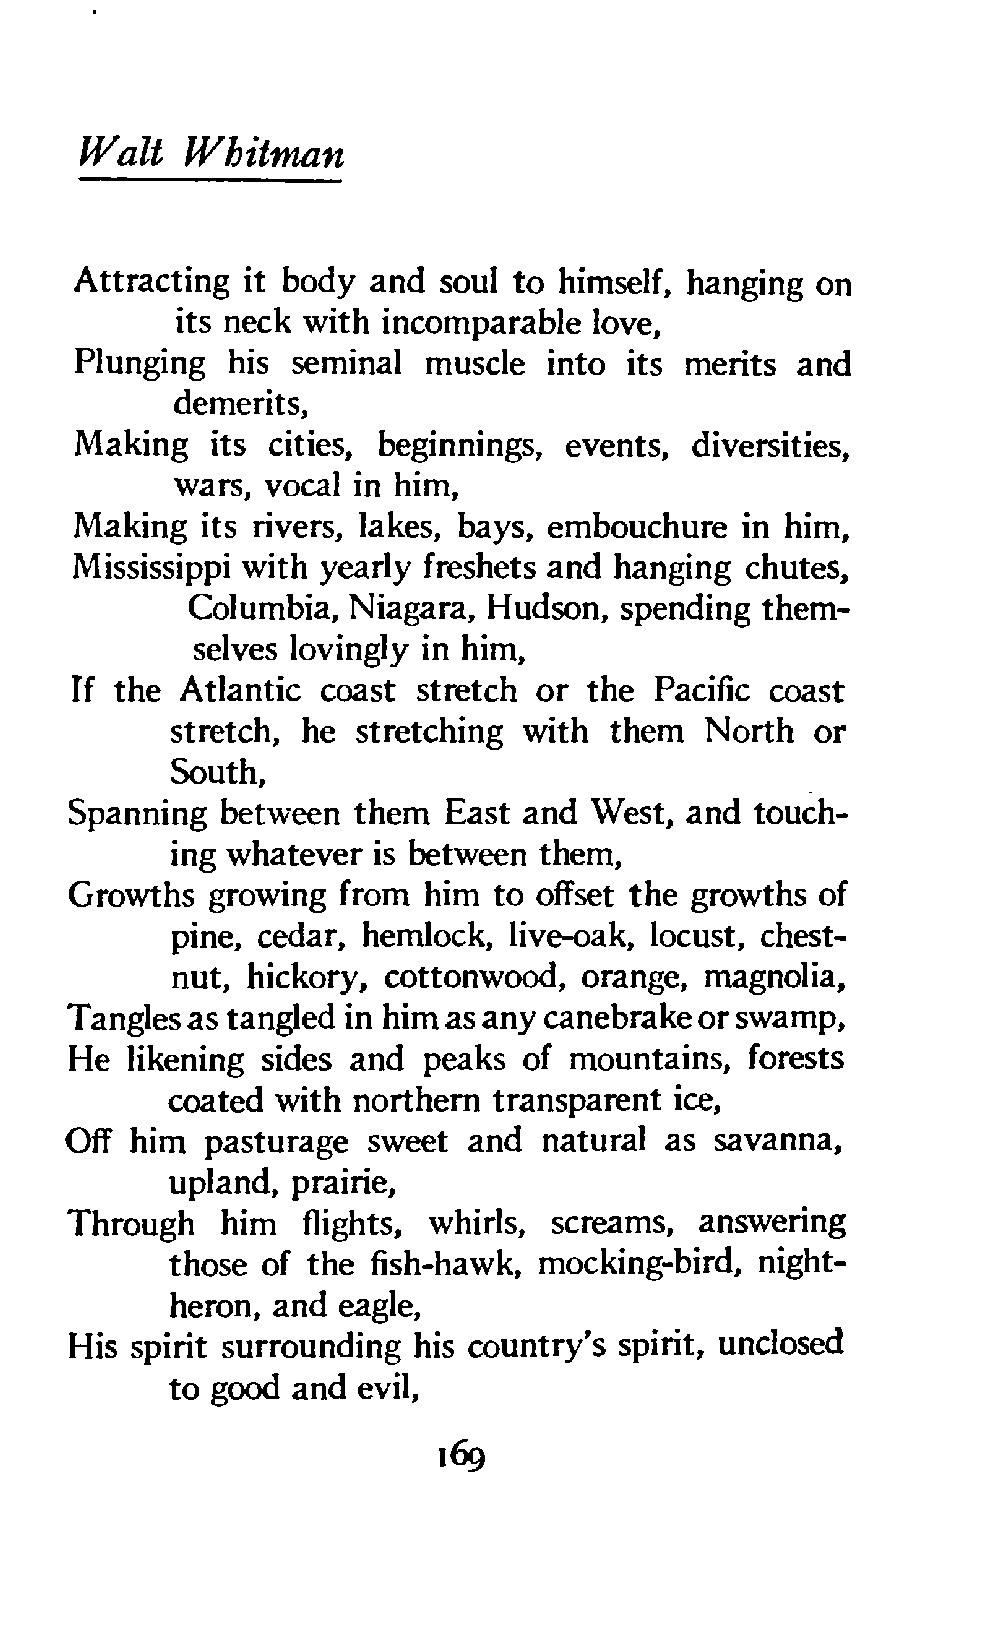 Walt Whitman
Attracting it body and soul to himself, hanging on
its neck with incomparable love,
Plunging his seminal muscle into its merits and
demerits,
Making its cities, beginnings, events, diversities,
wars, vocal in him,
Making its rivers, lakes, bays, embouchure in him,
Mississippi with yearly freshets and hanging chutes,
Columbia, Niagara, Hudson, spending them-
selves lovingly in him,
If the Atlantic coast stretch or the Pacific coast
stretch, he stretching with them North or
South,
Spanning between them East and West, and touch-
ing whatever is between them,
Growths growing from him to offset the growths of
pine, cedar, hemlock, live-oak, locust, chest-
nut, hickory, cottonwood, orange, magnolia,
Tangles as tangled in him as any canebrake or swamp,
He likening sides and peaks of mountains, forests
coated with northern transparent ice,
Off him pasturage sweet and natural as savanna,
upland, prairie,
Through him flights, whirls, screams, answering
those of the fish-hawk, mocking-bird, night-
heron, and eagle,
His spirit surrounding his country's spirit, unclosed
to good and evil,
169